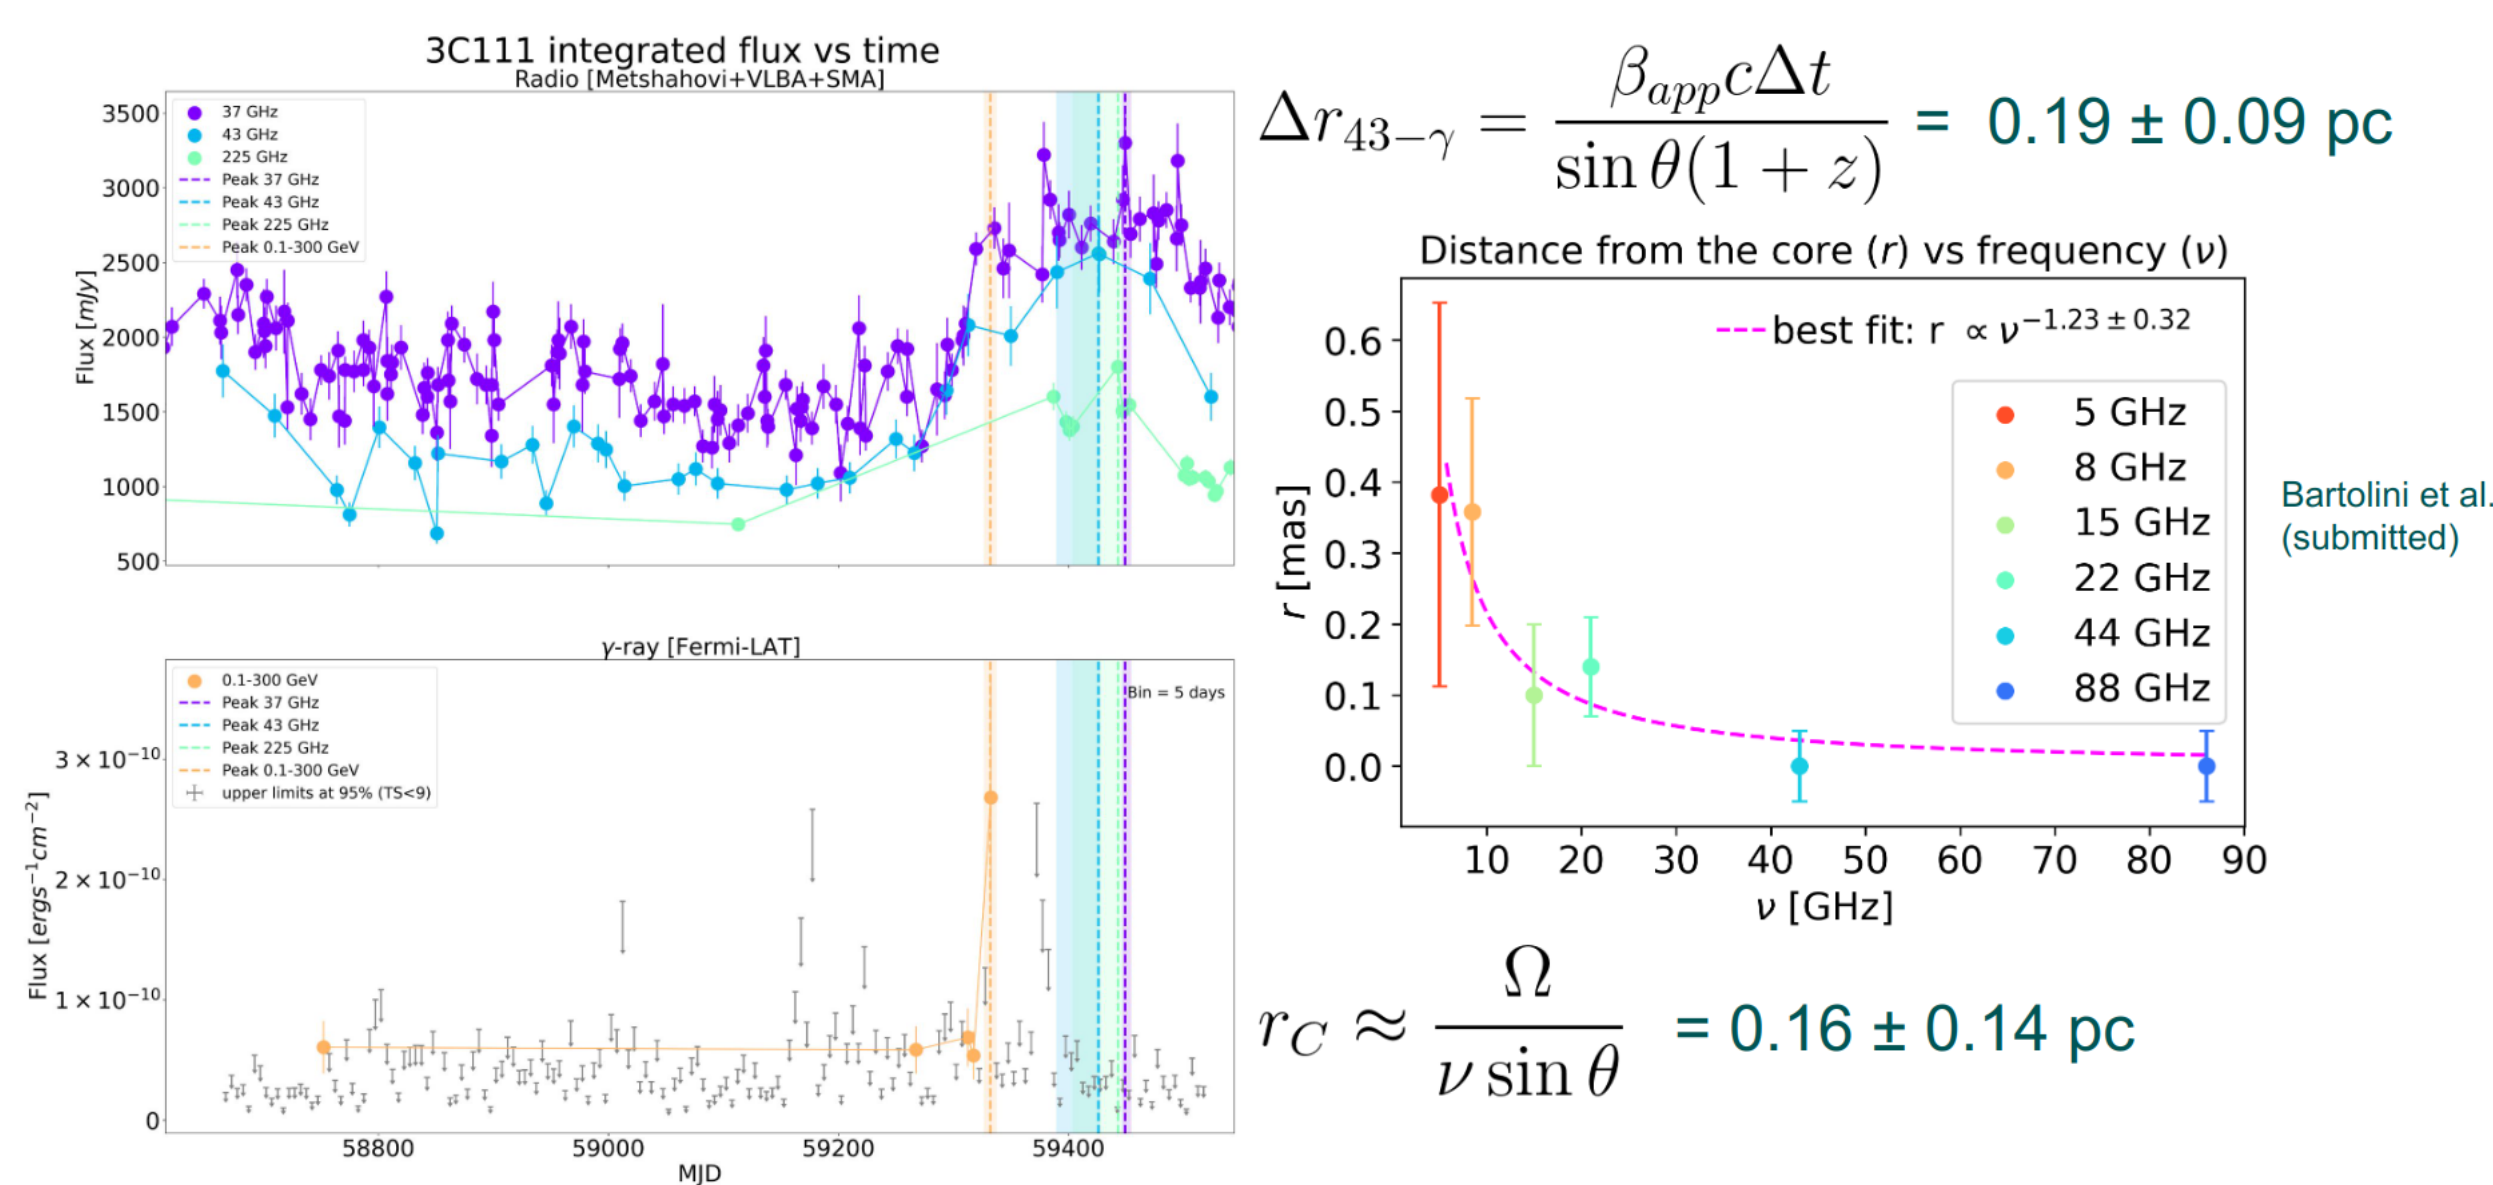 3C111 integrated flux vs time
Radio [Metshahovi+VLBA+SMA]
37 GHz
43 GHz
225 GHz
Peak 37 GHz
Peak 43 GHz
Peak 225 GHz
Peak 0.1-300 GeV
Flux [mJy]
3500
3000
2500
2000
1500
1000
500
γ-ray [Fermi-LAT]
0.1-300 GeV
Peak 37 GHz
Peak 43 GHz
Peak 225 GHz
Peak 0.1-300 GeV
upper limits at 95% (TS<9)
Bin = 5 days
Flux [ergs⁻¹cm⁻²]
3 × 10⁻¹⁰
2 × 10⁻¹⁰
1 × 10⁻¹⁰
0
58800 59000 59200 59400
MJD
Δr₄₃₋γ = β_app cΔt / sin θ(1 + z) = 0.19 ± 0.09 pc
Distance from the core (r) vs frequency (ν)
best fit: r ∝ ν^−1.23 ± 0.32
5 GHz
8 GHz
15 GHz
22 GHz
44 GHz
88 GHz
r [mas]
0.6
0.5
0.4
0.3
0.2
0.1
0.0
10 20 30 40 50 60 70 80 90
ν [GHz]
Bartolini et al.
(submitted)
r_C ≈ Ω / ν sin θ = 0.16 ± 0.14 pc